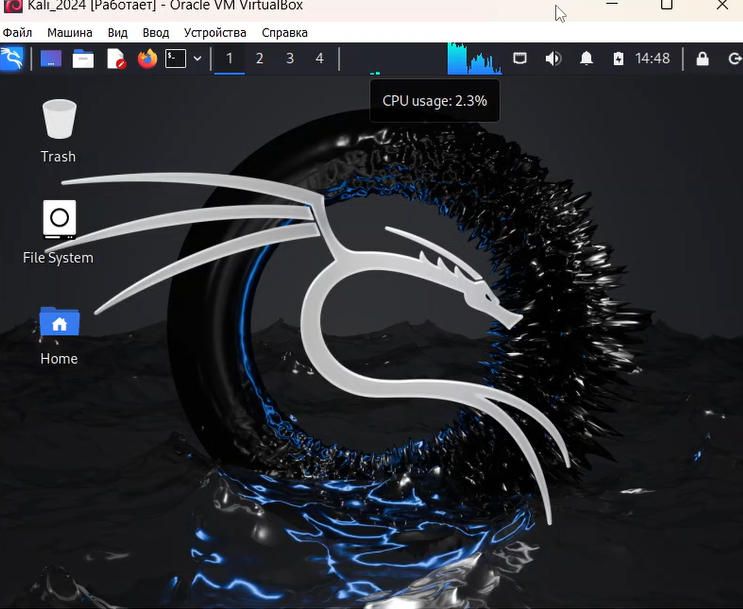 Kali_2024 [Работает] - Oracle VM VirtualBox
Файл Машина Вид Ввод Устройства Справка
1 2 3 4 14:48
CPU usage: 2.3%
Trash
File System
Home